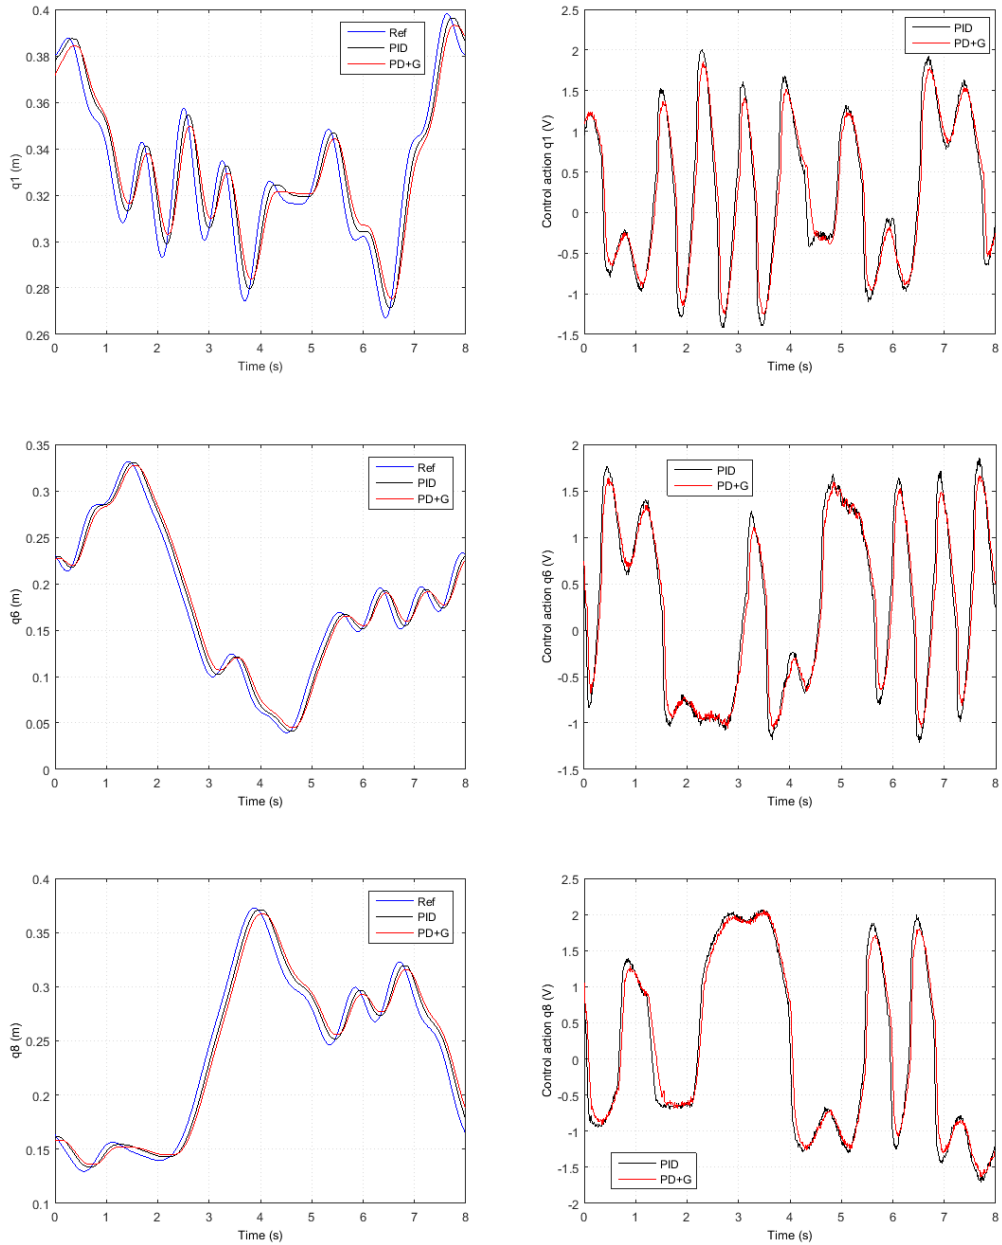 0.4
0.38
0.36
0.34
0.32
0.3
0.28
0.26
q1 (m)
0 1 2 3 4 5 6 7 8
Time (s)
Ref
PID
PD+G
2.5
2
1.5
1
0.5
0
-0.5
-1
-1.5
Control action q1 (V)
0 1 2 3 4 5 6 7 8
Time (s)
PID
PD+G
0.35
0.3
0.25
0.2
0.15
0.1
0.05
0
q6 (m)
0 1 2 3 4 5 6 7 8
Time (s)
Ref
PID
PD+G
2
1.5
1
0.5
0
-0.5
-1
-1.5
Control action q6 (V)
0 1 2 3 4 5 6 7 8
Time (s)
PID
PD+G
0.4
0.35
0.3
0.25
0.2
0.15
0.1
q8 (m)
0 1 2 3 4 5 6 7 8
Time (s)
Ref
PID
PD+G
2.5
2
1.5
1
0.5
0
-0.5
-1
-1.5
-2
Control action q8 (V)
0 1 2 3 4 5 6 7 8
Time (s)
PID
PD+G